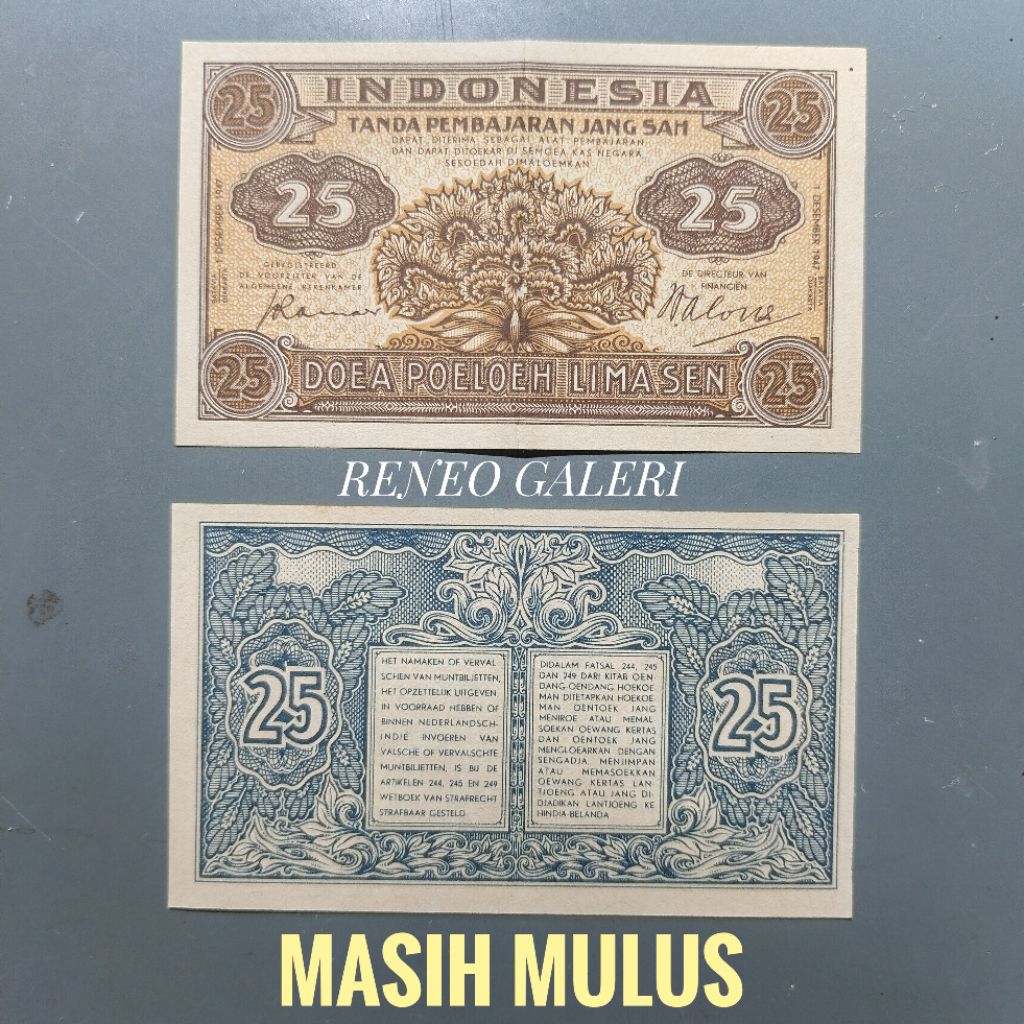 25
INDONESIA
25
TANDA PEMBAJARAN JANG SAH
DAPAT DITERIMA SEBAGAI ALAT PEMBAJARAN
DAN DAPAT DITOEKAR DI SEMOEA KAS NEGARA
SESOEDAH DIMALOEMKAN
25
25
1 DESEMBER 1947
1 DESEMBER 1947
GEREGISTREERD
DE VOORZITTER VAN DE
ALGEMEENE REKENKAMER
DE DIRECTEUR VAN
FINANCIËN
25
DOEA POELOEH LIMA SEN
25
RENEO GALERI
25
HET NAMAKEN OF VERVAL
SCHEN VAN MUNTBILJETTEN,
HET OPZETTELIJK UITGEVEN
IN VOORRAAD HEBBEN OF
BINNEN NEDERLANDSCH-
INDIË INVOEREN VAN
VALSCHE OF VERVALSCHTE
MUNTBILJETTEN, IS BIJ DE
ARTIKELEN 244, 245 EN 249
WETBOEK VAN STRAFRECHT
STRAFBAAR GESTELD
DIDALAM FATSAL 244, 245
DAN 249 DARI KITAB OEN-
DANG-OENDANG HOEKOE-
MAN DITETAPKAN HOEKOE-
MAN OENTOEK JANG
MENIROE ATAU MEMAL-
SOEKAN OEWANG KERTAS
DAN OENTOEK JANG
MENGLOEARKAN DENGAN
SENGADJA, MENJIMPAN
ATAU MEMASOEKKAN
OEWANG KERTAS LAN-
TJOENG ATAU JANG DI-
DJADIKAN LANTJOENG KE
HINDIA-BELANDA
25
MASIH MULUS